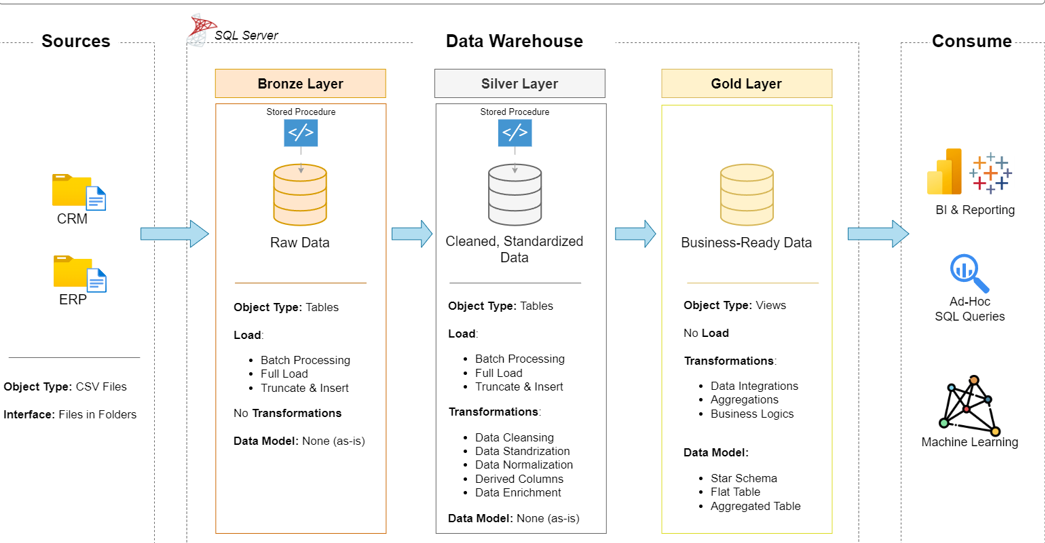 Sources
SQL Server
Data Warehouse
Consume
CRM
ERP
Object Type: CSV Files
Interface: Files in Folders
Bronze Layer
Stored Procedure
</>
Raw Data
Object Type: Tables
Load:
• Batch Processing
• Full Load
• Truncate & Insert
No Transformations
Data Model: None (as-is)
Silver Layer
Stored Procedure
</>
Cleaned, Standardized
Data
Object Type: Tables
Load:
• Batch Processing
• Full Load
• Truncate & Insert
Transformations:
• Data Cleansing
• Data Standrization
• Data Normalization
• Derived Columns
• Data Enrichment
Data Model: None (as-is)
Gold Layer
Business-Ready Data
Object Type: Views
No Load
Transformations:
• Data Integrations
• Aggregations
• Business Logics
Data Model:
• Star Schema
• Flat Table
• Aggregated Table
BI & Reporting
Ad-Hoc
SQL Queries
Machine Learning